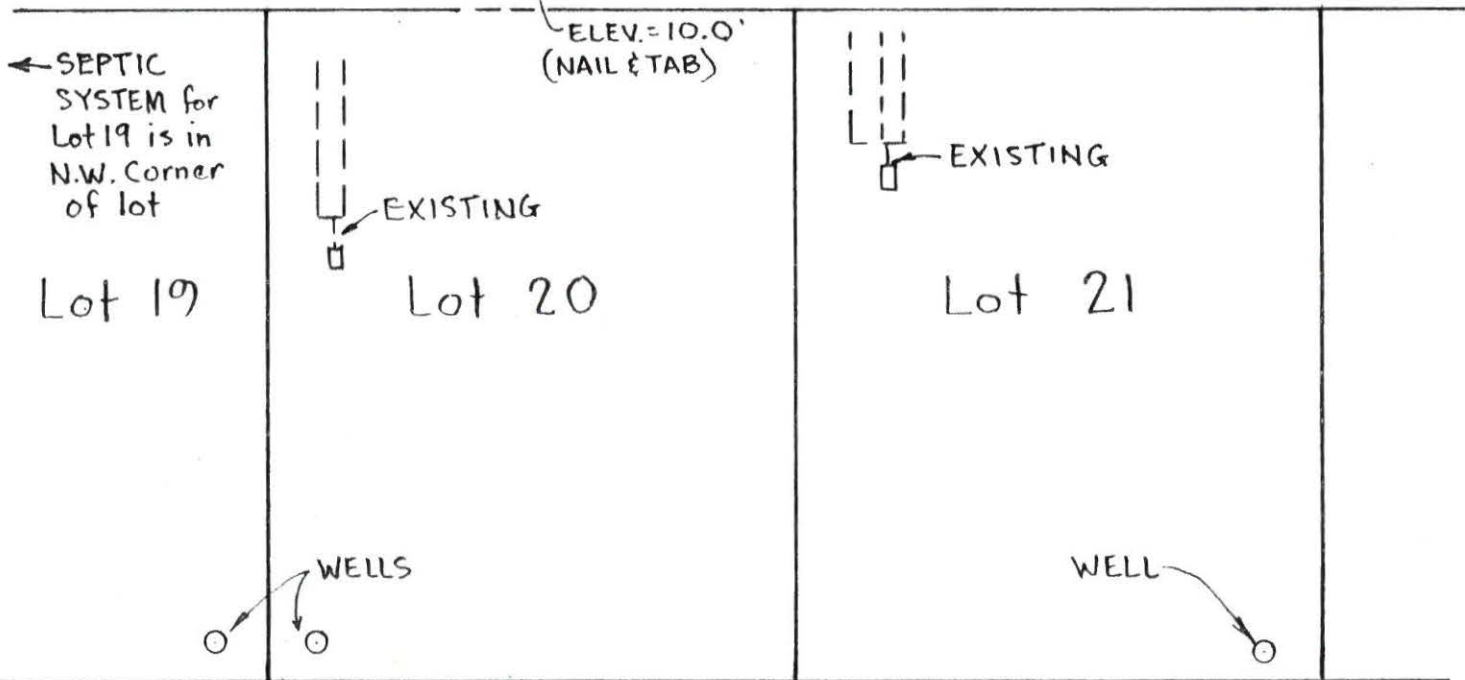 ELEV.=10.0'
(NAIL & TAB)
← SEPTIC
SYSTEM for
Lot 19 is in
N.W. Corner
of lot
EXISTING
EXISTING
Lot 19
Lot 20
Lot 21
WELLS
WELL